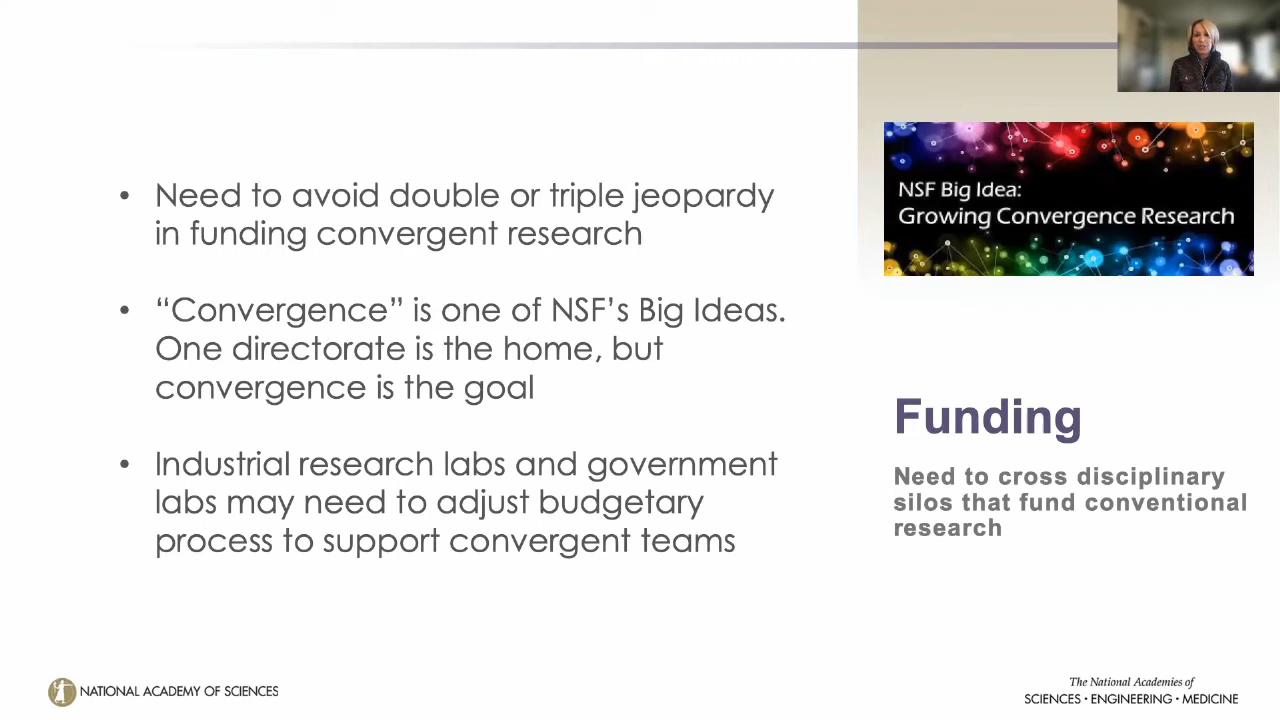 • Need to avoid double or triple jeopardy
in funding convergent research
• “Convergence” is one of NSF’s Big Ideas.
One directorate is the home, but
convergence is the goal
• Industrial research labs and government
labs may need to adjust budgetary
process to support convergent teams
NSF Big Idea:
Growing Convergence Research
Funding
Need to cross disciplinary
silos that fund conventional
research
NATIONAL ACADEMY OF SCIENCES
The National Academies of
SCIENCES • ENGINEERING • MEDICINE